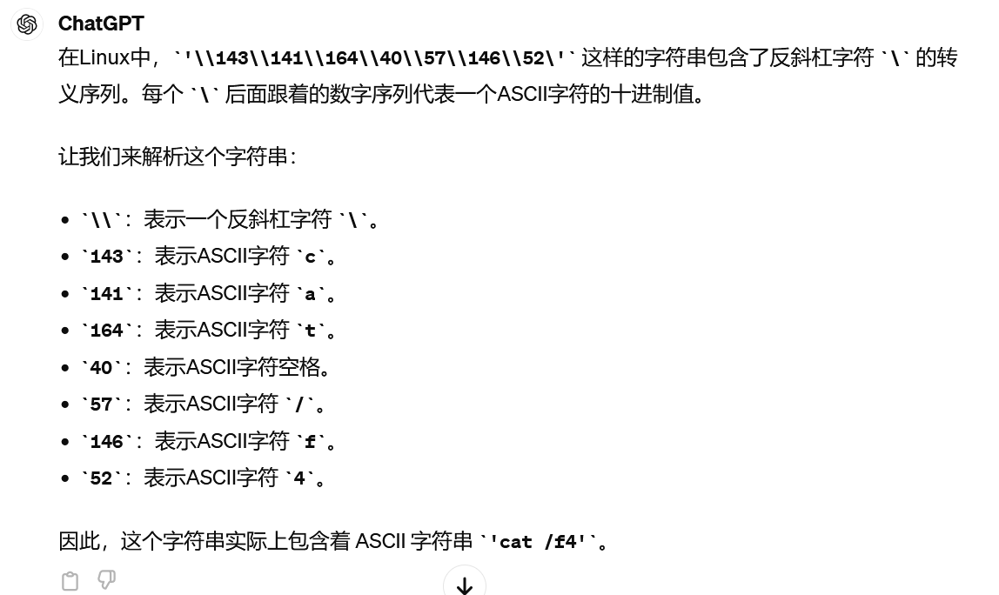 ChatGPT
在Linux中，`'\\143\\141\\164\\40\\57\\146\\52\'` 这样的字符串包含了反斜杠字符 `\` 的转
义序列。每个 `\` 后面跟着的数字序列代表一个ASCII字符的十进制值。
让我们来解析这个字符串：
• `\\`：表示一个反斜杠字符 `\`。
• `143`：表示ASCII字符 `c`。
• `141`：表示ASCII字符 `a`。
• `164`：表示ASCII字符 `t`。
• `40`：表示ASCII字符空格。
• `57`：表示ASCII字符 `/`。
• `146`：表示ASCII字符 `f`。
• `52`：表示ASCII字符 `4`。
因此，这个字符串实际上包含着 ASCII 字符串 `'cat /f4'`。